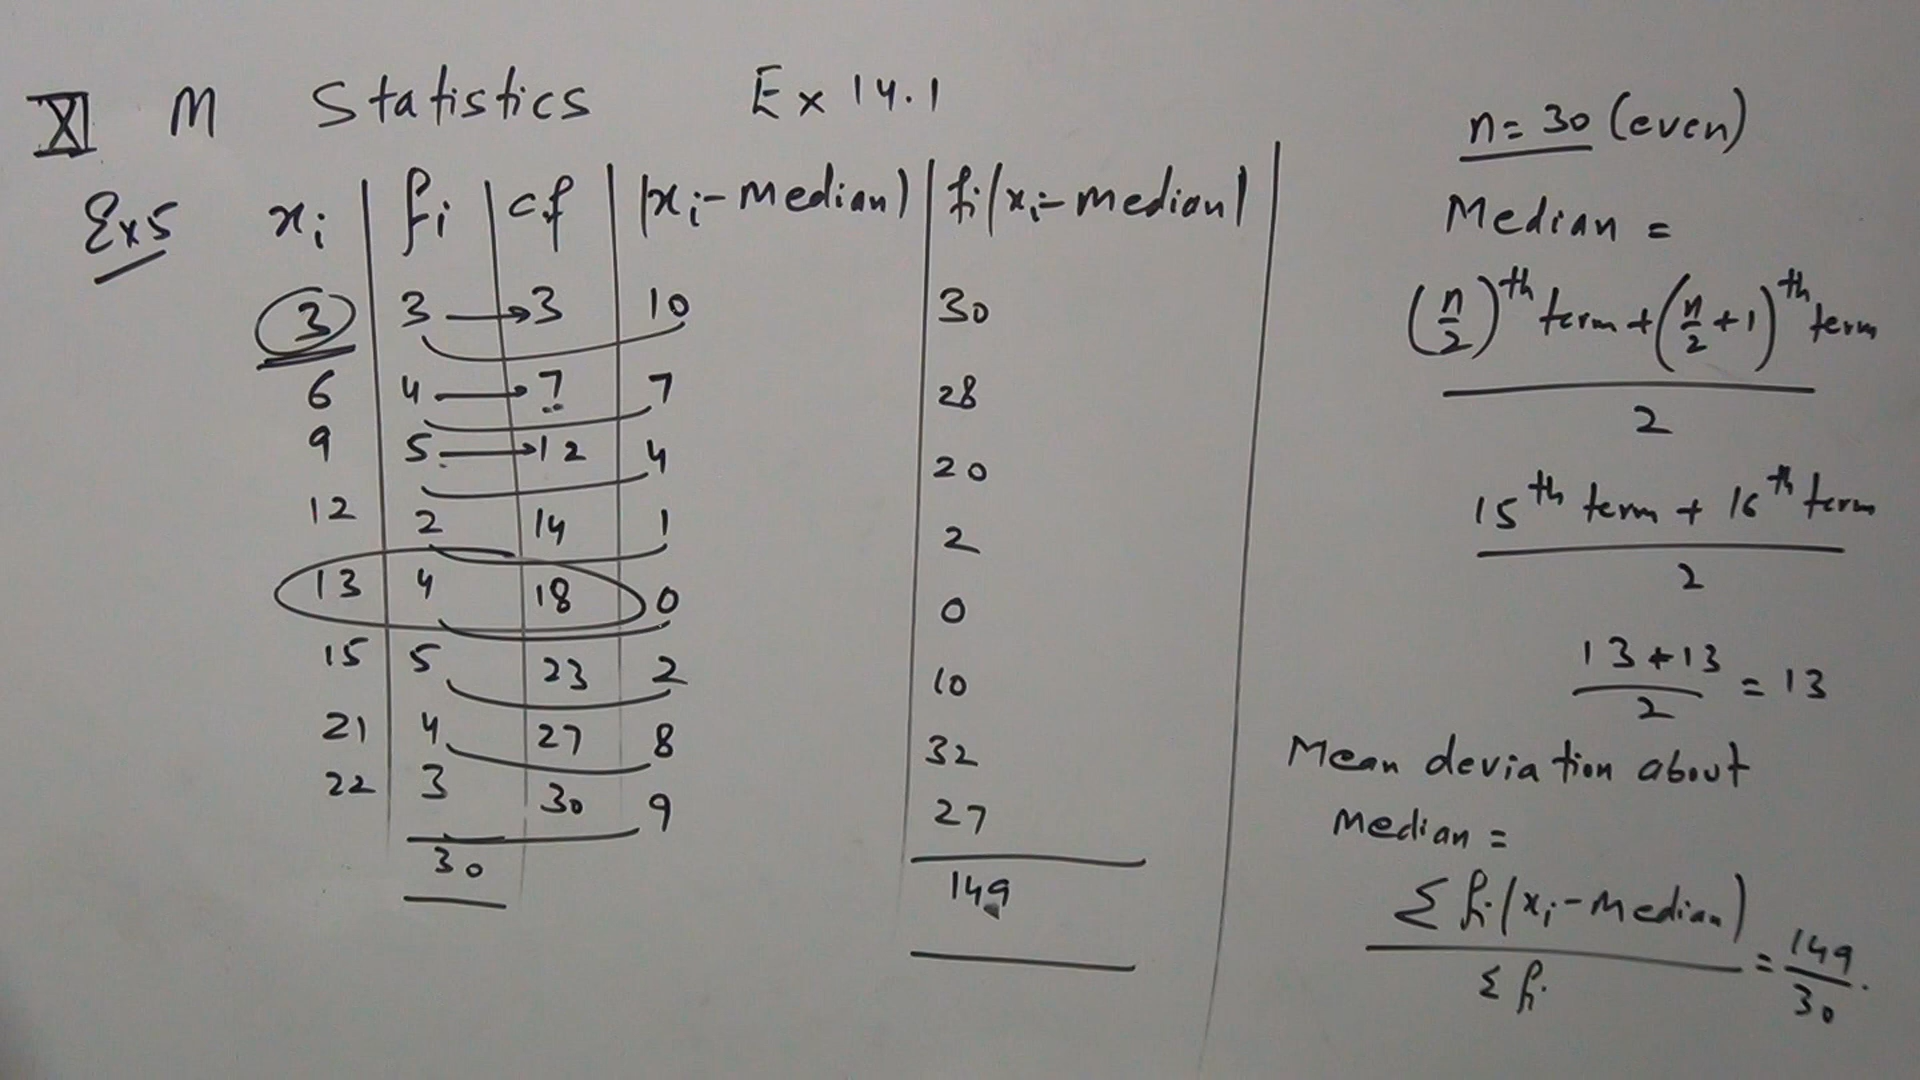 XI M Statistics Ex 14.1
Ex5 xi fi cf |xi - Median| fi|xi - median|
3 3 3 10 30
6 4 7 7 28
9 5 12 4 20
12 2 14 1 2
13 4 18 0 0
15 5 23 2 10
21 4 27 8 32
22 3 30 9 27
30 149
n = 30 (even)
Median =
(n/2)th term + (n/2 + 1)th term
2
15th term + 16th term
2
13 + 13
2
= 13
Mean deviation about
median =
Σ fi|xi - Median|
Σ fi
= 149/30.